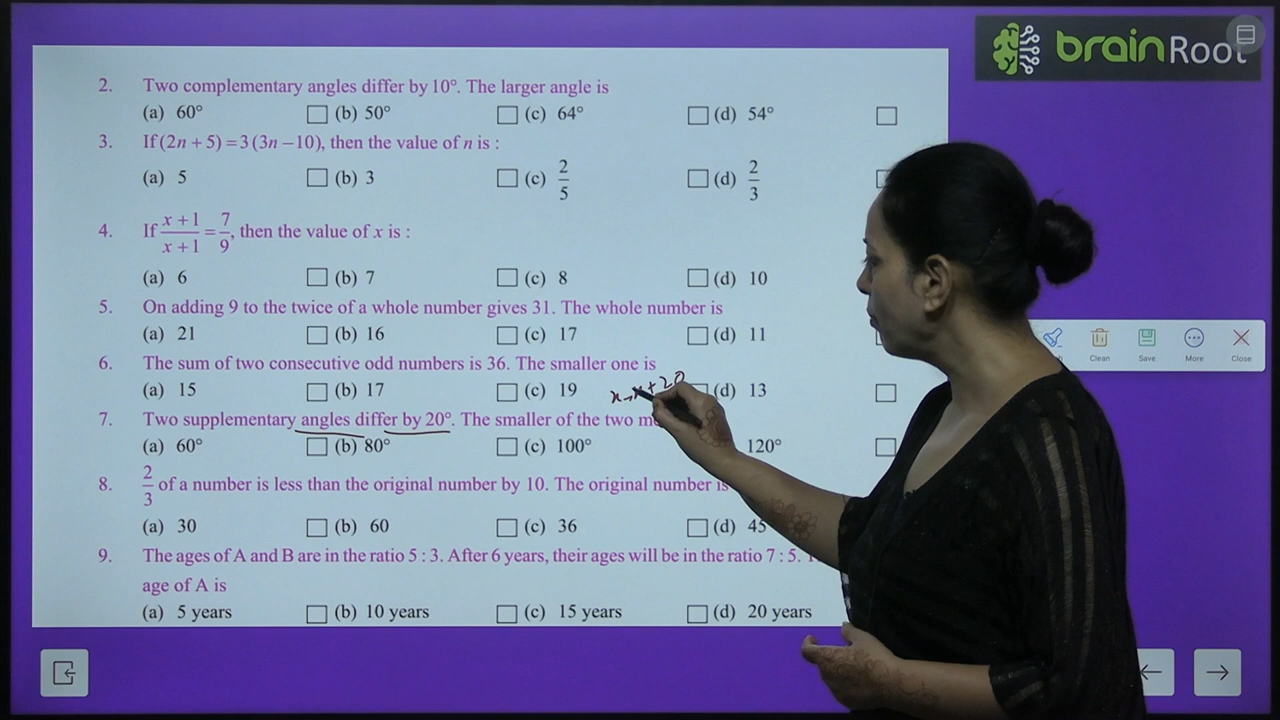 brainRoot
2. Two complementary angles differ by 10°. The larger angle is
(a) 60° (b) 50° (c) 64° (d) 54°
3. If (2n + 5) = 3 (3n − 10), then the value of n is :
(a) 5 (b) 3 (c) 2/5 (d) 2/3
4. If x + 1/x + 1 = 7/9, then the value of x is :
(a) 6 (b) 7 (c) 8 (d) 10
5. On adding 9 to the twice of a whole number gives 31. The whole number is
(a) 21 (b) 16 (c) 17 (d) 11
Clean Save More Close
6. The sum of two consecutive odd numbers is 36. The smaller one is
(a) 15 (b) 17 (c) 19 (d) 13
x, x+20
7. Two supplementary angles differ by 20°. The smaller of the two
(a) 60° (b) 80° (c) 100° 120°
8. 2/3 of a number is less than the original number by 10. The original number is
(a) 30 (b) 60 (c) 36 (d) 45
9. The ages of A and B are in the ratio 5 : 3. After 6 years, their ages will be in the ratio 7 : 5.
age of A is
(a) 5 years (b) 10 years (c) 15 years (d) 20 years